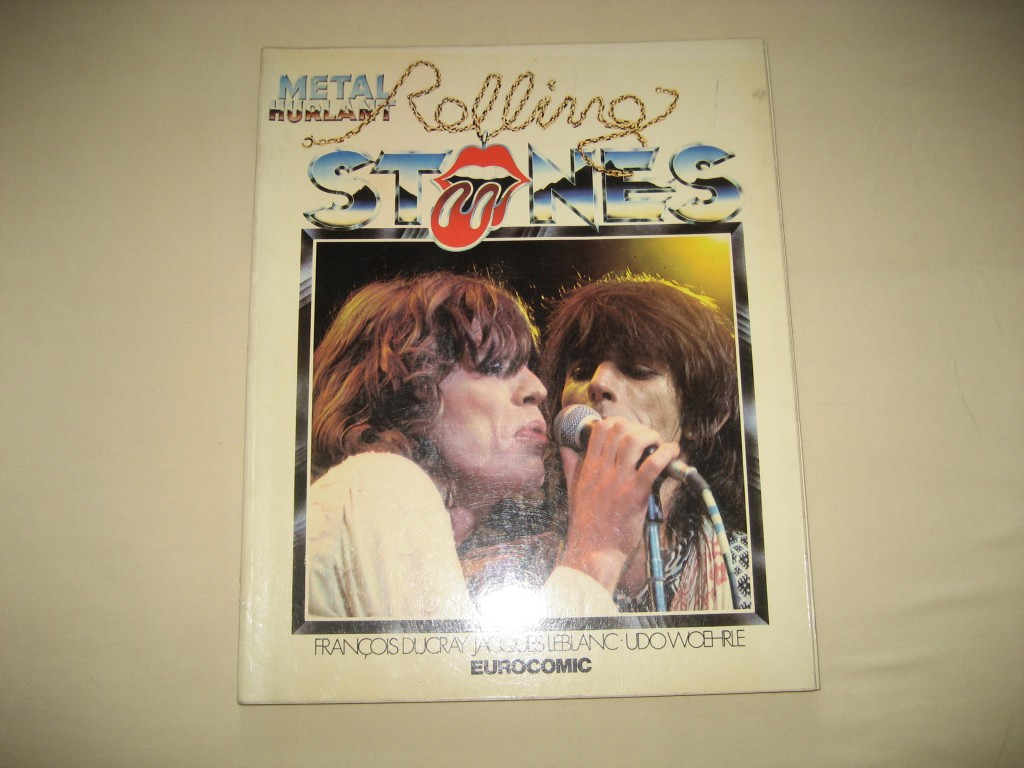 METAL
HURLANT
Rolling
STONES
FRANÇOIS DUCRAY·JACQUES LEBLANC·UDO WOEHRLE
EUROCOMIC